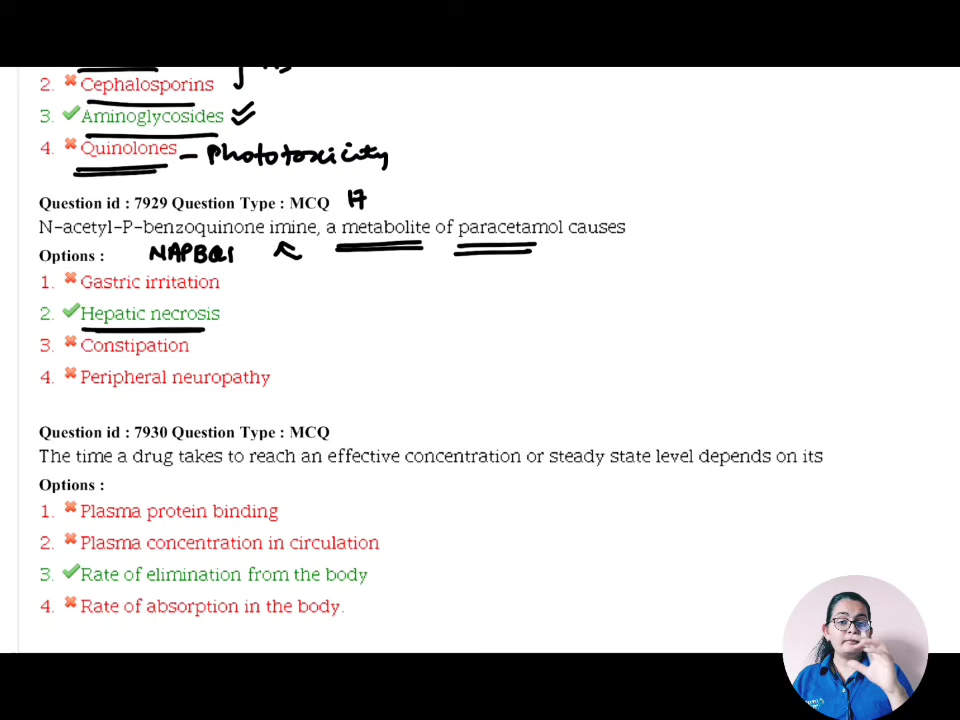 2. Cephalosporins
3. Aminoglycosides
4. Quinolones - Phototoxicity
Question id : 7929 Question Type : MCQ 17
N-acetyl-P-benzoquinone imine, a metabolite of paracetamol causes
Options : NAPBQI
1. Gastric irritation
2. Hepatic necrosis
3. Constipation
4. Peripheral neuropathy
Question id : 7930 Question Type : MCQ
The time a drug takes to reach an effective concentration or steady state level depends on its
Options :
1. Plasma protein binding
2. Plasma concentration in circulation
3. Rate of elimination from the body
4. Rate of absorption in the body.